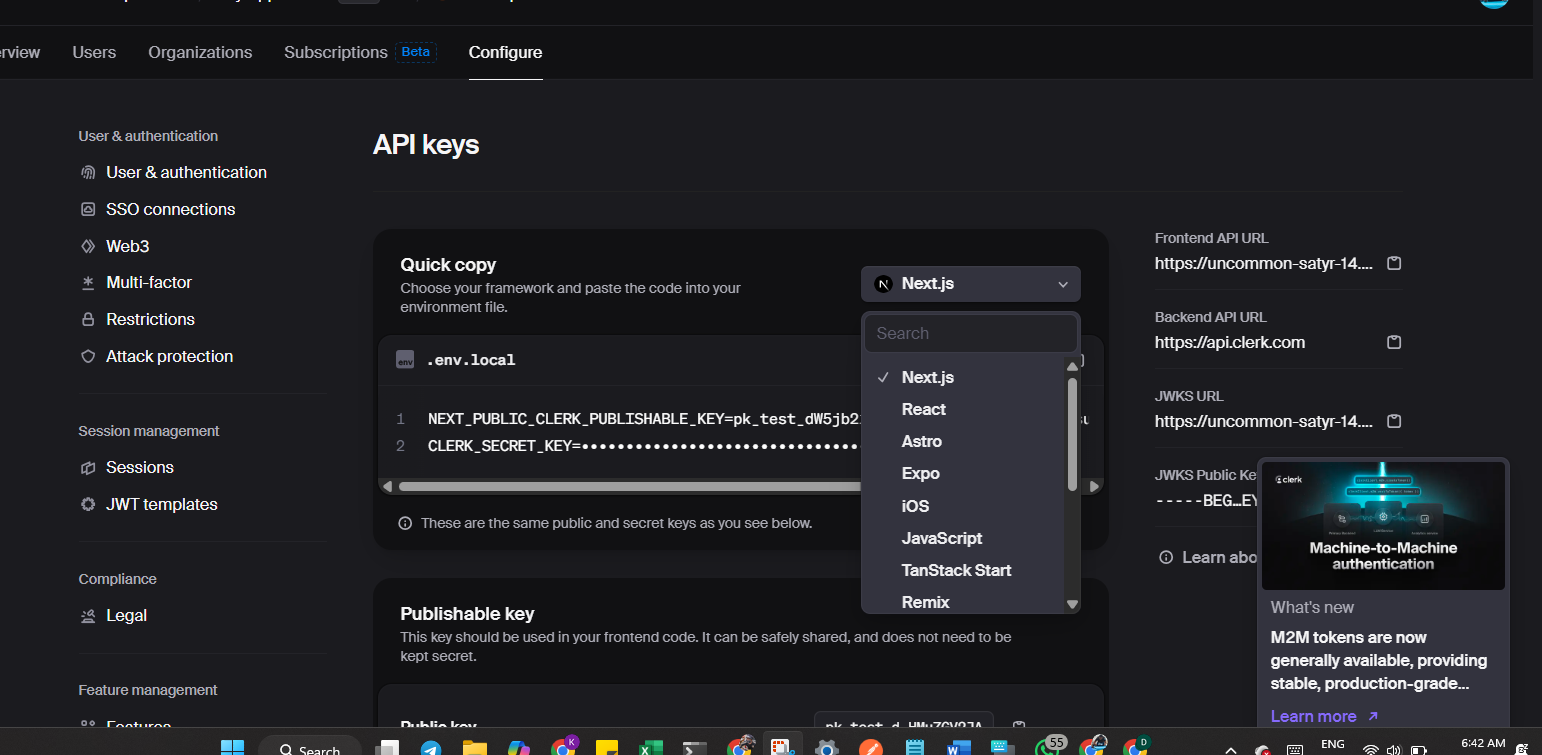 rview
Users
Organizations
Subscriptions Beta
Configure
User & authentication
User & authentication
SSO connections
Web3
Multi-factor
Restrictions
Attack protection
Session management
Sessions
JWT templates
Compliance
Legal
Feature management
Features
API keys
Quick copy
Choose your framework and paste the code into your
environment file.
Next.js
Search
Next.js
React
Astro
Expo
iOS
JavaScript
TanStack Start
Remix
env .env.local
1 NEXT_PUBLIC_CLERK_PUBLISHABLE_KEY=pk_test_dW5jb2
2 CLERK_SECRET_KEY=•••••••••••••••••••••••••••••••
These are the same public and secret keys as you see below.
Publishable key
This key should be used in your frontend code. It can be safely shared, and does not need to be
kept secret.
Public key
Frontend API URL
https://uncommon-satyr-14....
Backend API URL
https://api.clerk.com
JWKS URL
https://uncommon-satyr-14....
JWKS Public Ke
-----BEG…EY
Learn abo
clerk
Machine-to-Machine
authentication
What's new
M2M tokens are now
generally available, providing
stable, production-grade...
Learn more
Search
K
55
D
ENG
6:42 AM